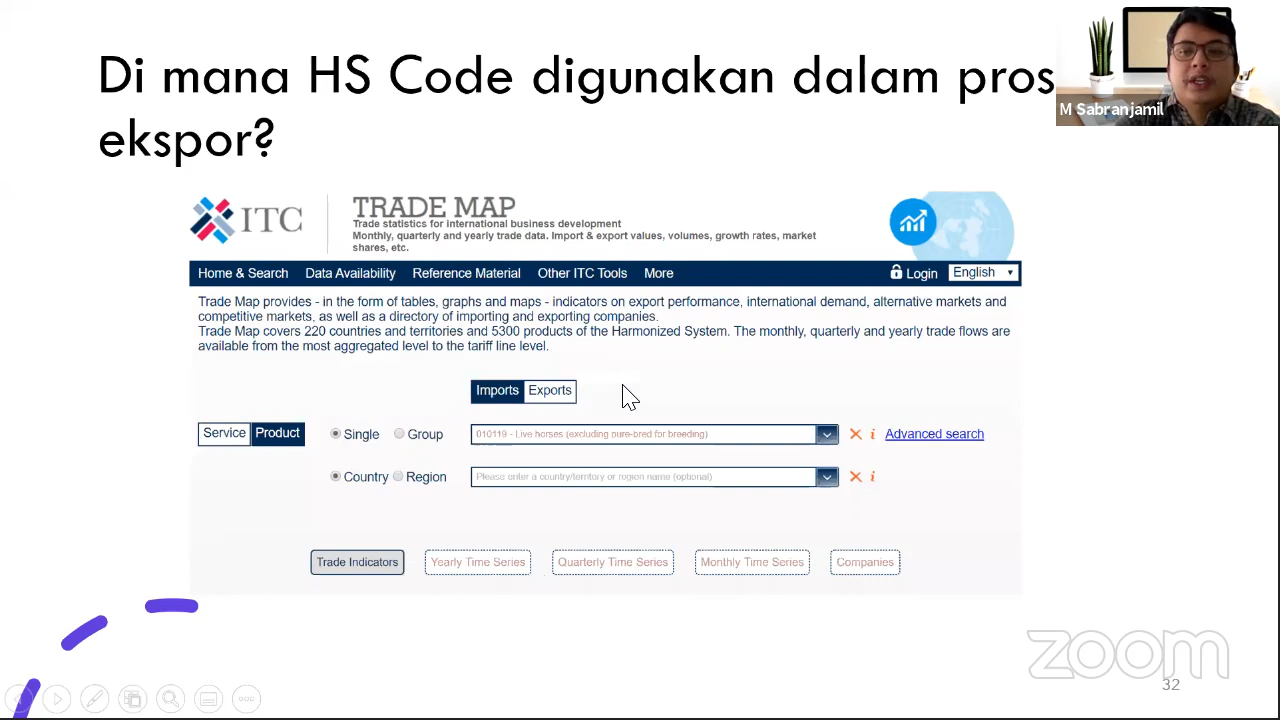 Di mana HS Code digunakan dalam pros
ekspor?
M Sabranjamil
ITC
TRADE MAP
Trade statistics for international business development
Monthly, quarterly and yearly trade data. Import & export values, volumes, growth rates, market
shares, etc.
Home & Search Data Availability Reference Material Other ITC Tools More Login English
Trade Map provides - in the form of tables, graphs and maps - indicators on export performance, international demand, alternative markets and
competitive markets, as well as a directory of importing and exporting companies.
Trade Map covers 220 countries and territories and 5300 products of the Harmonized System. The monthly, quarterly and yearly trade flows are
available from the most aggregated level to the tariff line level.
Imports Exports
Service Product Single Group 010119 - Live horses (excluding pure-bred for breeding) i Advanced search
Country Region Please enter a country/territory or region name (optional) i
Trade Indicators Yearly Time Series Quarterly Time Series Monthly Time Series Companies
zoom
32